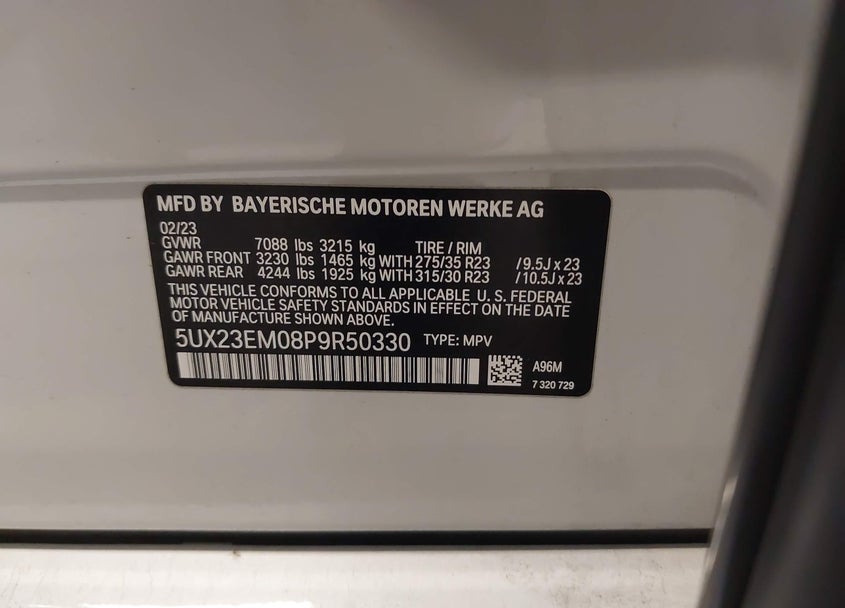 MFD BY BAYERISCHE MOTOREN WERKE AG
02/23
GVWR 7088 lbs 3215 kg TIRE / RIM
GAWR FRONT 3230 lbs 1465 kg WITH 275/35 R23 /9.5J x 23
GAWR REAR 4244 lbs 1925 kg WITH 315/30 R23 /10.5J x 23
THIS VEHICLE CONFORMS TO ALL APPLICABLE U. S. FEDERAL
MOTOR VEHICLE SAFETY STANDARDS IN EFFECT ON THE DATE
OF MANUFACTURE SHOWN ABOVE.
5UX23EM08P9R50330 TYPE: MPV
A96M
7 320 729